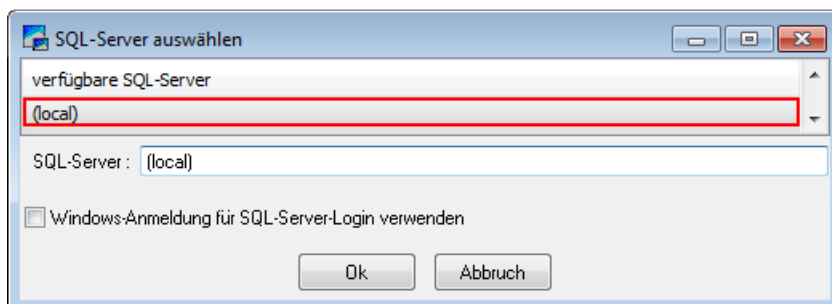 SQL-Server auswählen
verfügbare SQL-Server
(local)
SQL-Server : (local)
Windows-Anmeldung für SQL-Server-Login verwenden
Ok Abbruch